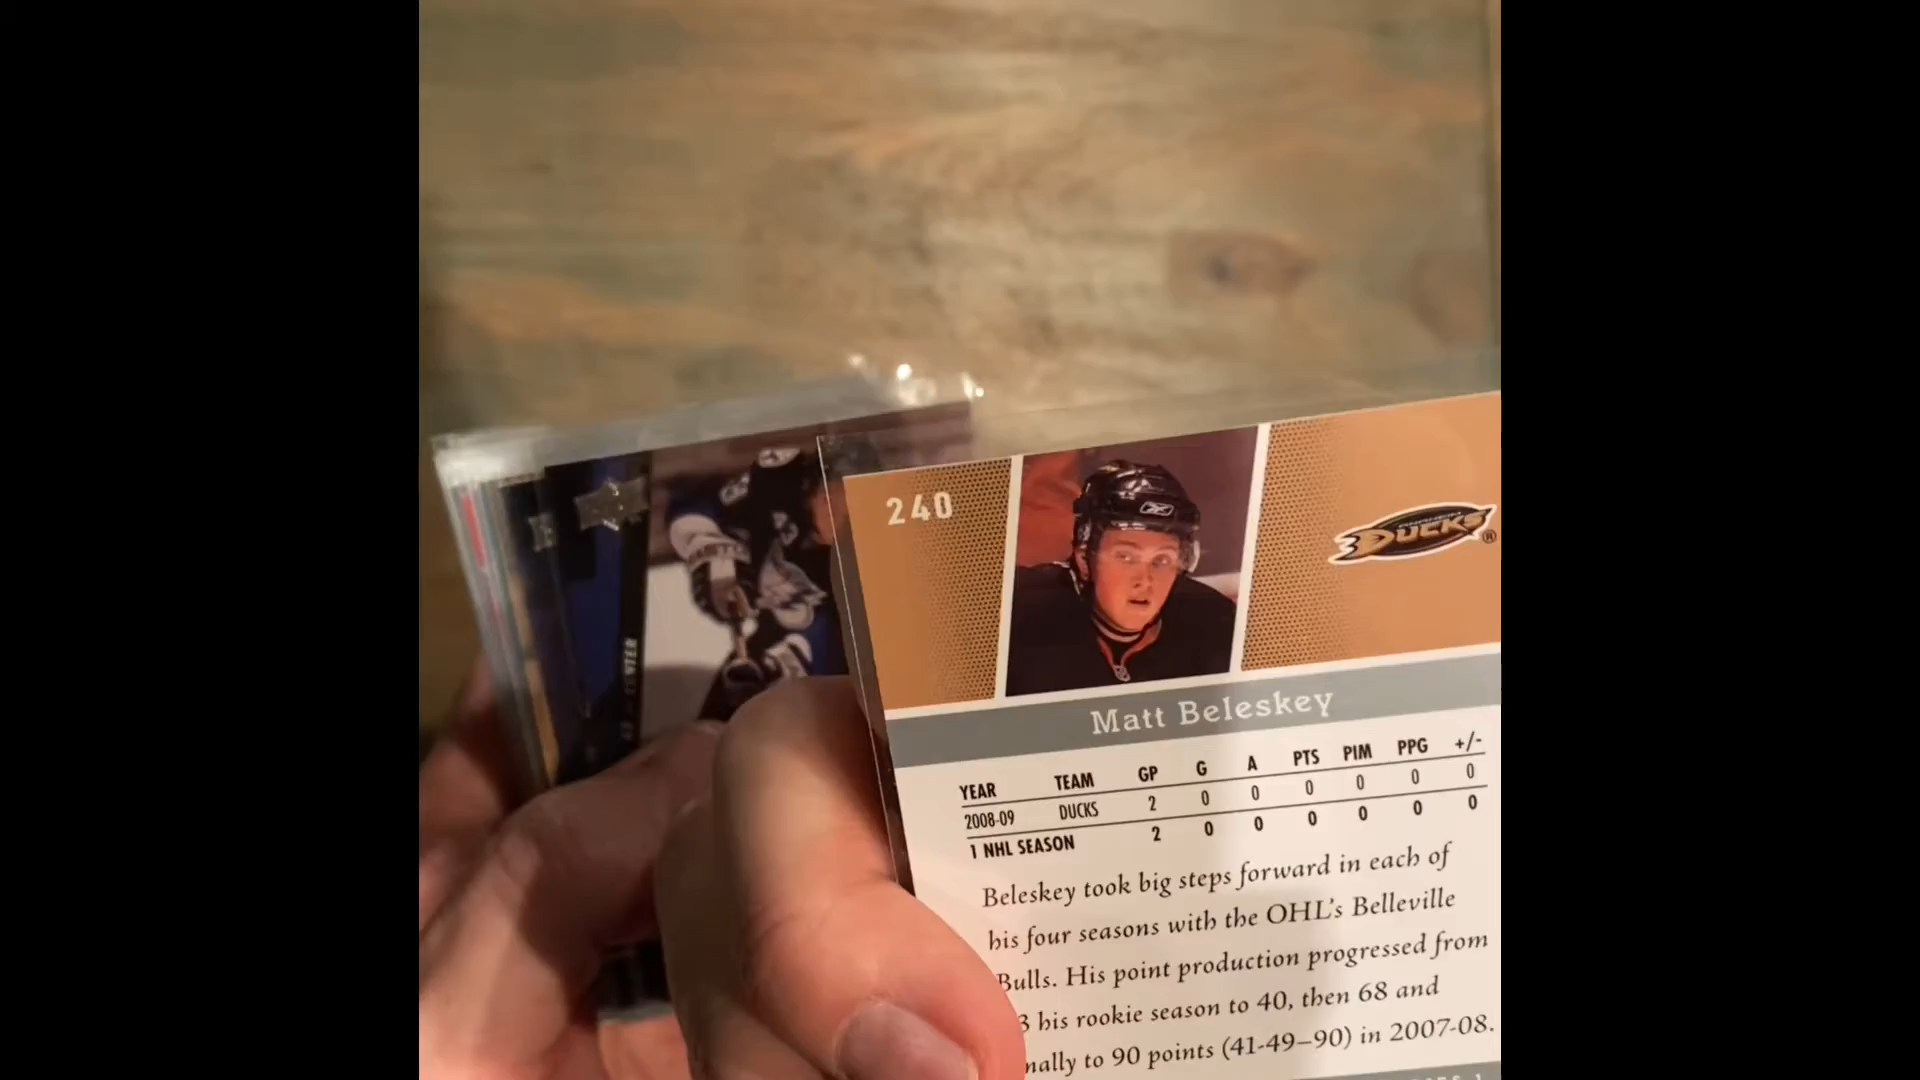 240
DUCKS
Matt Beleskey
YEAR TEAM GP G A PTS PIM PPG +/-
2008-09 DUCKS 2 0 0 0 0 0 0
1 NHL SEASON 2 0 0 0 0 0 0
Beleskey took big steps forward in each of
his four seasons with the OHL's Belleville
Bulls. His point production progressed from
3 his rookie season to 40, then 68 and
nally to 90 points (41-49–90) in 2007-08.